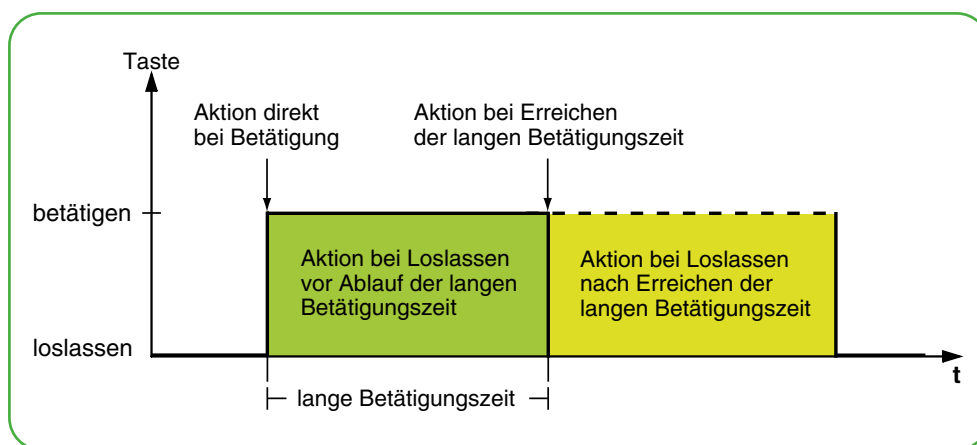 Taste
Aktion direkt
bei Betätigung
Aktion bei Erreichen
der langen Betätigungszeit
betätigen
Aktion bei Loslassen
vor Ablauf der langen
Betätigungszeit
Aktion bei Loslassen
nach Erreichen der
langen Betätigungszeit
loslassen
t
lange Betätigungszeit